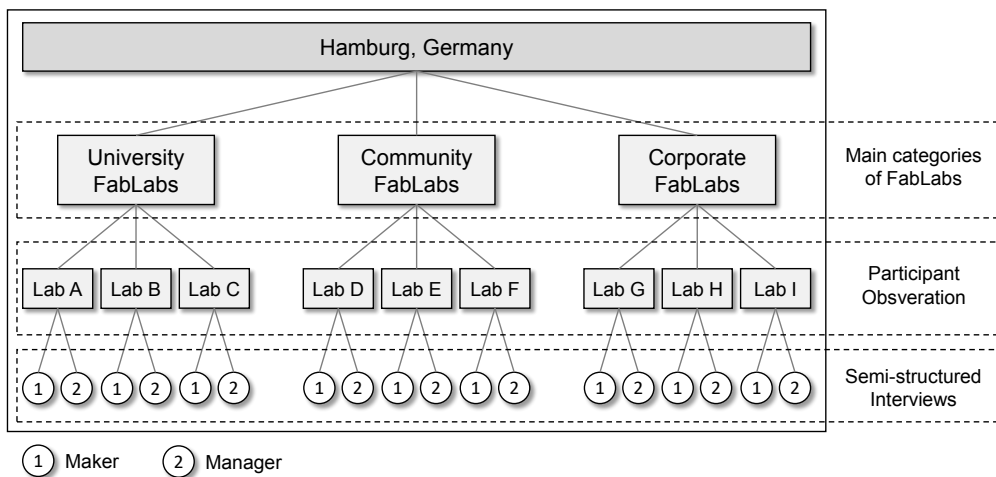 Hamburg, Germany
University
FabLabs
Community
FabLabs
Corporate
FabLabs
Main categories
of FabLabs
Lab A
Lab B
Lab C
Lab D
Lab E
Lab F
Lab G
Lab H
Lab I
Participant
Obsveration
1 2 1 2 1 2 1 2 1 2 1 2 1 2 1 2 1 2
Semi-structured
Interviews
1 Maker
2 Manager